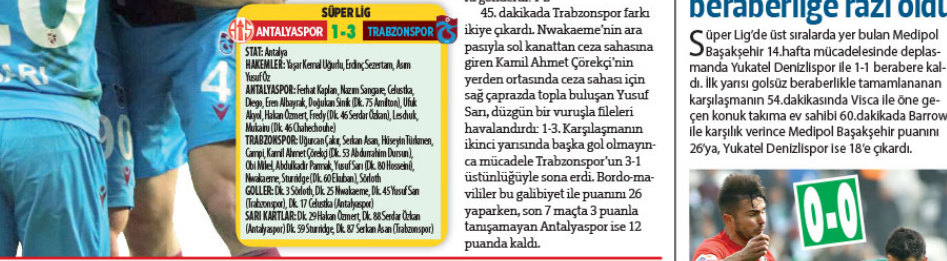 20
90
4
SÜPER LİG
ANTALYASPOR 1-3 TRABZONSPOR
STAT: Antalya
HAKEMLER: Yaşar Kemal Uğurlu, Erdinç Sezertam, Asım
Yusuf Öz
ANTALYASPOR: Ferhat Kaplan, Nazım Sangare, Celustka,
Diego, Eren Albayrak, Doğukan Sinik (Dk. 75 Amilton), Ufuk
Akyol, Hakan Özmert, Fredy (Dk. 46 Serdar Özkan), Leschuk,
Mukairu (Dk. 46 Chahechouhe)
TRABZONSPOR: Uğurcan Çakır, Serkan Asan, Hüseyin Türkmen,
Campi, Kamil Ahmet Çörekçi (Dk. 53 Abdurrahim Dursun),
Obi Mikel, Abdulkadir Parmak, Yusuf Sarı (Dk. 80 Hosseini),
Nwakaeme, Sturridge (Dk. 60 Ekuban), Sörloth
GOLLER: Dk. 3 Sörloth, Dk. 25 Nwakaeme, Dk. 45 Yusuf Sarı
(Trabzonspor), Dk. 17 Celustka (Antalyaspor)
SARI KARTLAR: Dk. 29 Hakan Özmert, Dk. 88 Serdar Özkan
(Antalyaspor) Dk. 59 Sturridge, Dk. 87 Serkan Asan (Trabzonspor)
45. dakikada Trabzonspor farkı
ikiye çıkardı. Nwakaeme'nin ara
pasıyla sol kanattan ceza sahasına
giren Kamil Ahmet Çörekçi'nin
yerden ortasında ceza sahası için
sağ çaprazda topla buluşan Yusuf
Sarı, düzgün bir vuruşla fileleri
havalandırdı: 1-3. Karşılaşmanın
ikinci yarısında başka gol olmayın-
ca mücadele Trabzonspor'un 3-1
üstünlüğüyle sona erdi. Bordo-ma-
vililer bu galibiyet ile puanını 26
yaparken, son 7 maçta 3 puanla
tanışamayan Antalyaspor ise 12
puanda kaldı.
beraberliğe razı oldu
Süper Lig'de üst sıralarda yer bulan Medipol
Başakşehir 14.hafta mücadelesinde deplas-
manda Yukatel Denizlispor ile 1-1 berabere kal-
dı. İlk yarısı golsüz beraberlikle tamamlananan
karşılaşmanın 54.dakikasında Visca ile öne ge-
çen konuk takıma ev sahibi 60.dakikada Barrow
ile karşılık verince Medipol Başakşehir puanını
26'ya, Yukatel Denizlispor ise 18'e çıkardı.
0-0